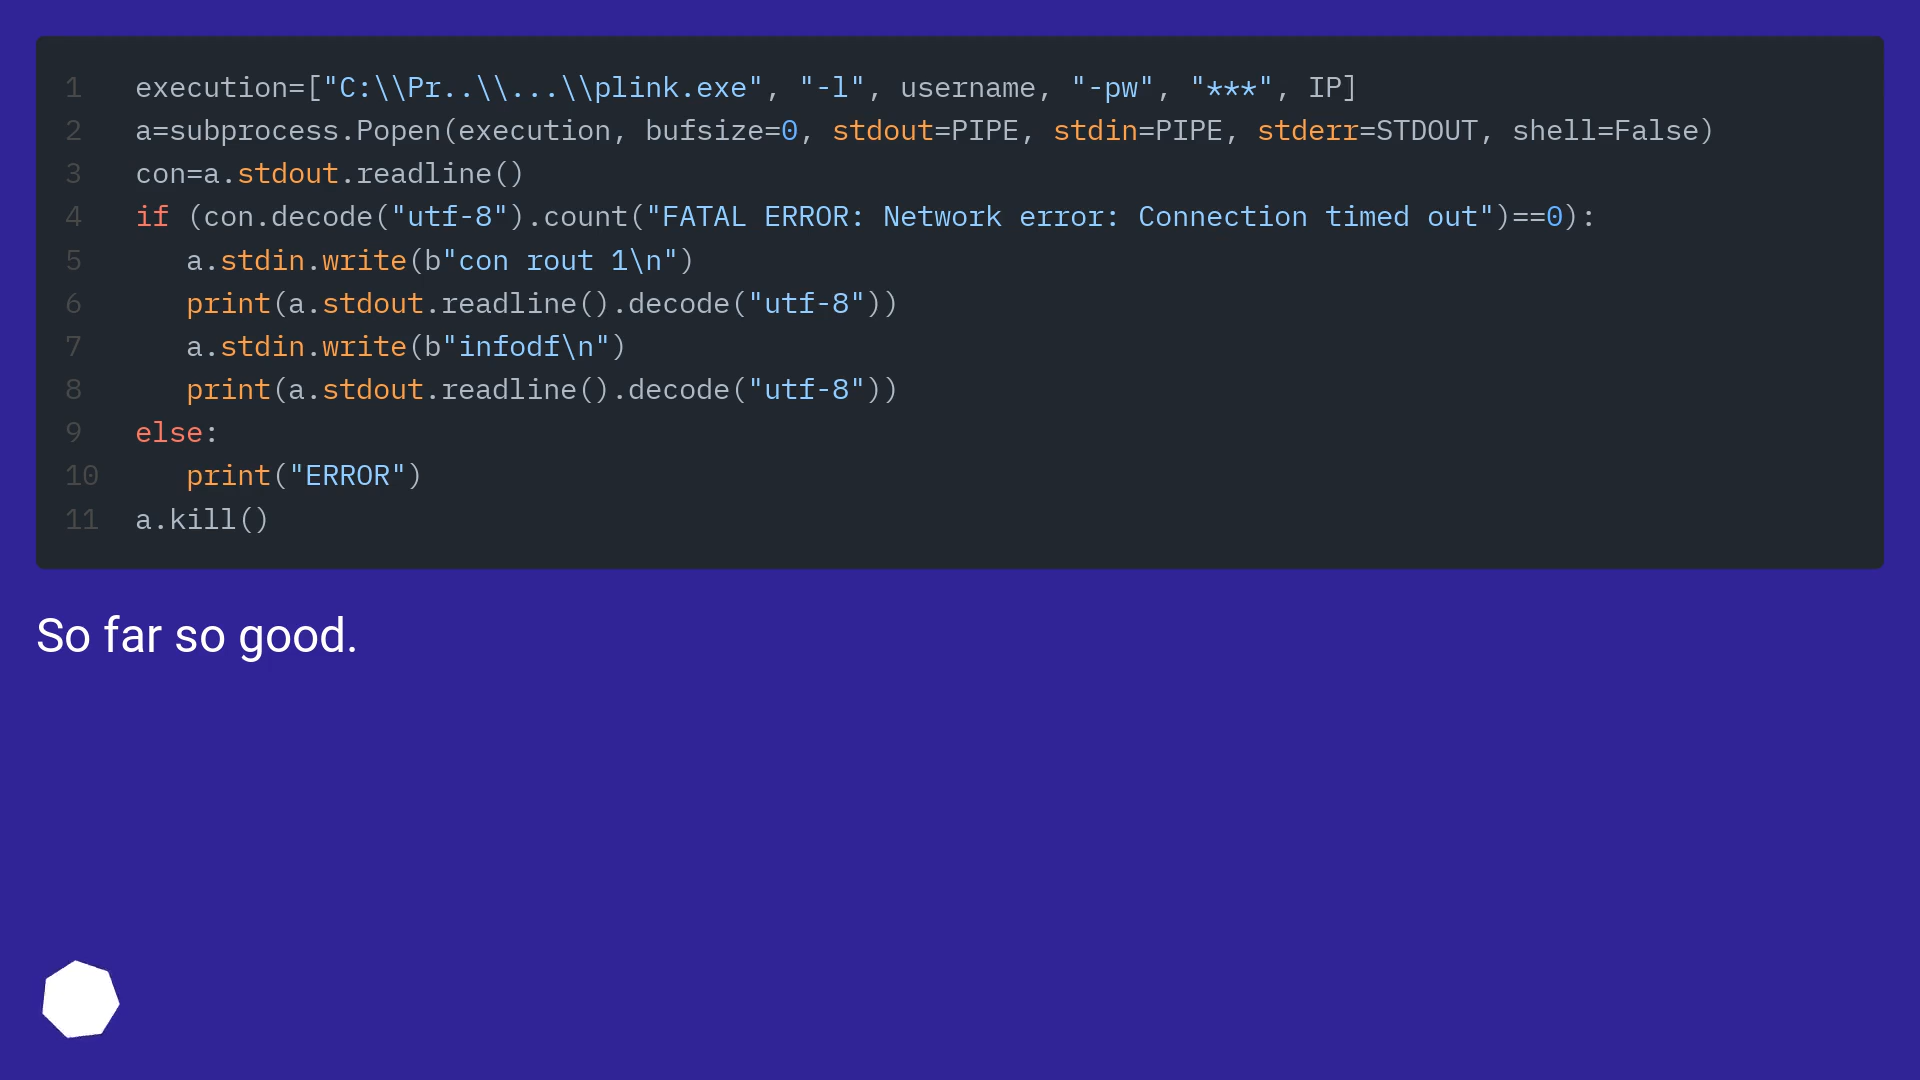 1 execution=["C:\\Pr..\\...\\plink.exe", "-l", username, "-pw", "***", IP]
2 a=subprocess.Popen(execution, bufsize=0, stdout=PIPE, stdin=PIPE, stderr=STDOUT, shell=False)
3 con=a.stdout.readline()
4 if (con.decode("utf-8").count("FATAL ERROR: Network error: Connection timed out")==0):
5    a.stdin.write(b"con rout 1\n")
6    print(a.stdout.readline().decode("utf-8"))
7    a.stdin.write(b"infodf\n")
8    print(a.stdout.readline().decode("utf-8"))
9 else:
10    print("ERROR")
11 a.kill()
So far so good.